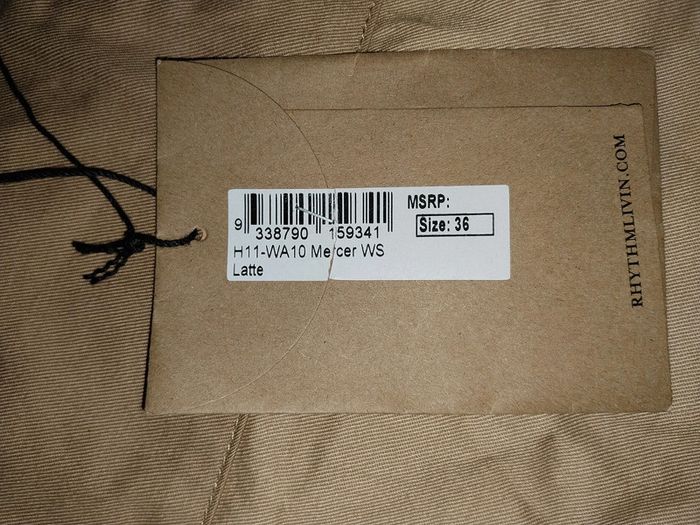 9 338790 159341
H11-WA10 Mercer WS
Latte
MSRP:
Size: 36
RHYTHMLIVIN.COM